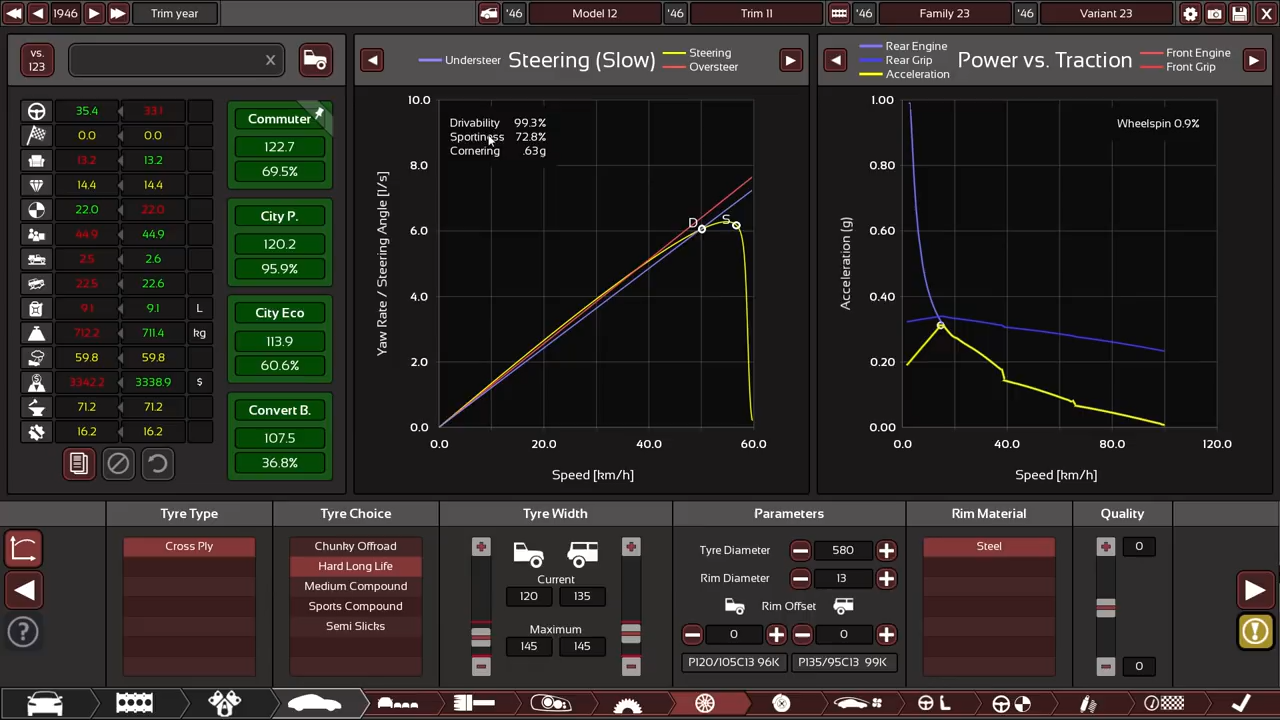 1946
Trim year
'46
Model 12
'46
Trim 11
'46
Family 23
'46
Variant 23
vs.
123
x
35.4 33.1
0.0 0.0
13.2 13.2
14.4 14.4
22.0 22.0
44.9 44.9
2.5 2.6
22.5 22.6
9.1 9.1 L
712.2 711.4 kg
59.8 59.8
3342.2 3338.9 $
71.2 71.2
16.2 16.2
Commuter
122.7
69.5%
City P.
120.2
95.9%
City Eco
113.9
60.6%
Convert B.
107.5
36.8%
Understeer
Steering (Slow)
Steering
Oversteer
Drivability 99.3%
Sportiness 72.8%
Cornering .63g
Yaw Rate / Steering Angle [1/s]
10.0
8.0
6.0
4.0
2.0
0.0
D
S
0.0 20.0 40.0 60.0
Speed [km/h]
Rear Engine
Rear Grip
Acceleration
Power vs. Traction
Front Engine
Front Grip
Wheelspin 0.9%
Acceleration [g]
1.00
0.80
0.60
0.40
0.20
0.00
0.0 40.0 80.0 120.0
Speed [km/h]
Tyre Type
Cross Ply
Tyre Choice
Chunky Offroad
Hard Long Life
Medium Compound
Sports Compound
Semi Slicks
Tyre Width
Current
120 135
Maximum
145 145
Parameters
Tyre Diameter 580
Rim Diameter 13
Rim Offset
0 0
P120/105C13 96K P135/95C13 99K
Rim Material
Steel
Quality
0
0
?